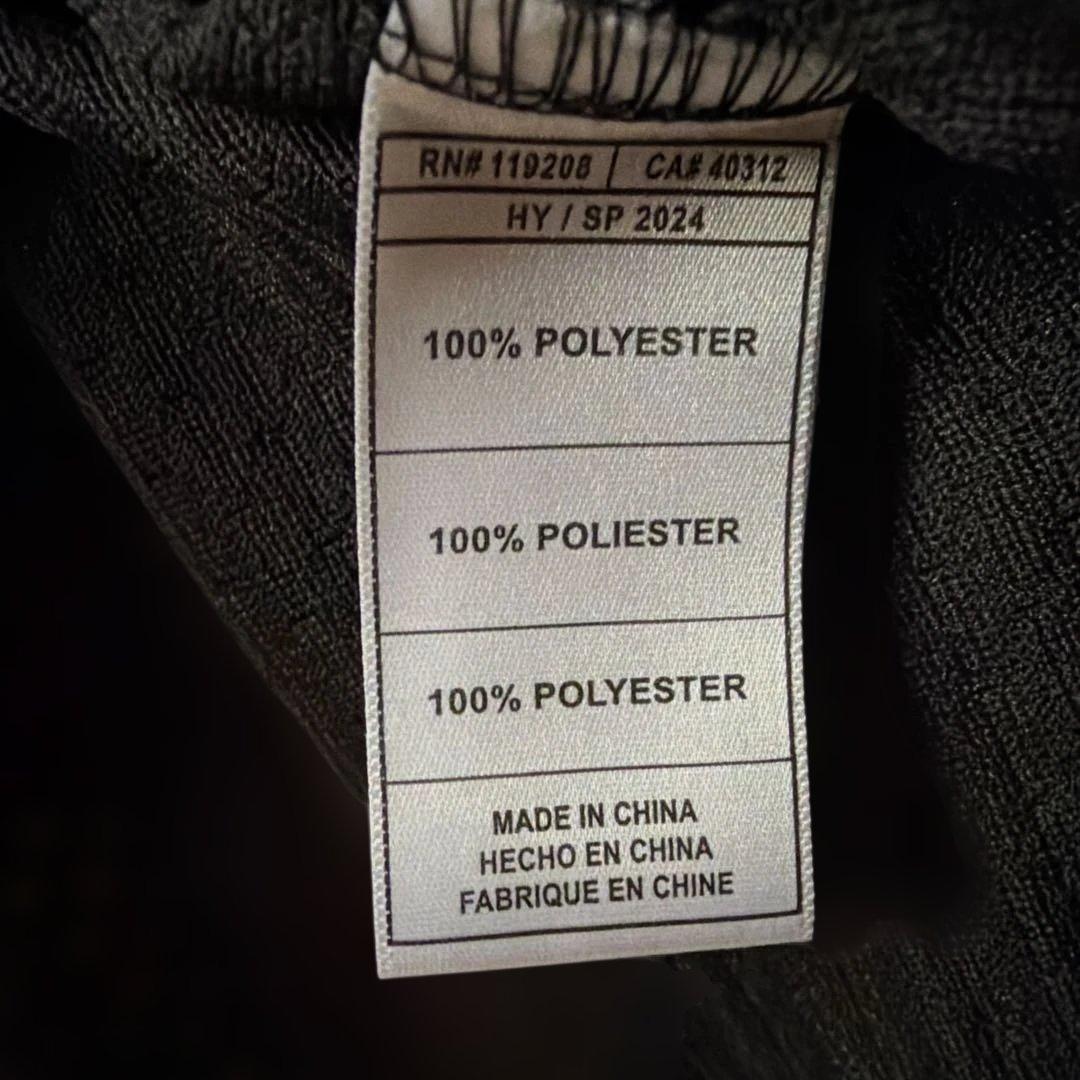 RN# 119208 | CA# 40312
HY / SP 2024
100% POLYESTER
100% POLIESTER
100% POLYESTER
MADE IN CHINA
HECHO EN CHINA
FABRIQUE EN CHINE